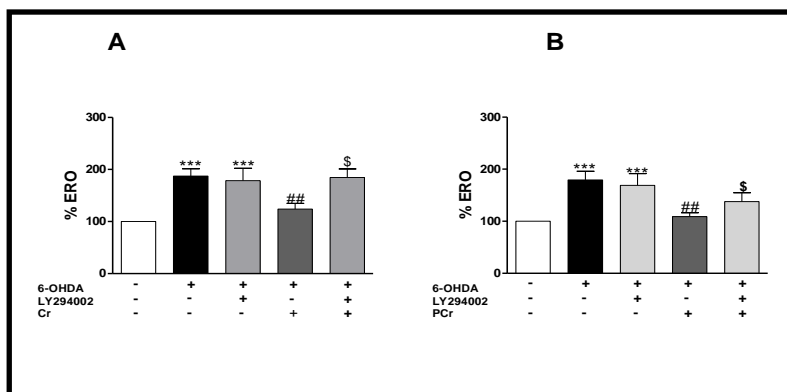 A
300
200
100
0
% ERO
*** *** ## $
6-OHDA - + + + +
LY294002 - - + - +
Cr - - - + +
B
300
200
100
0
% ERO
*** *** ## $
6-OHDA - + + + +
LY294002 - - + - +
PCr - - - + +